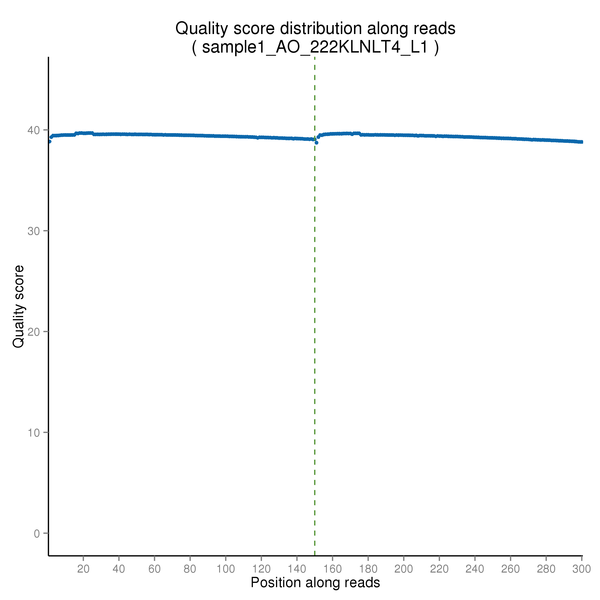 Quality score distribution along reads
( sample1_AO_222KLNLT4_L1 )
Quality score
40
30
20
10
0
20 40 60 80 100 120 140 160 180 200 220 240 260 280 300
Position along reads